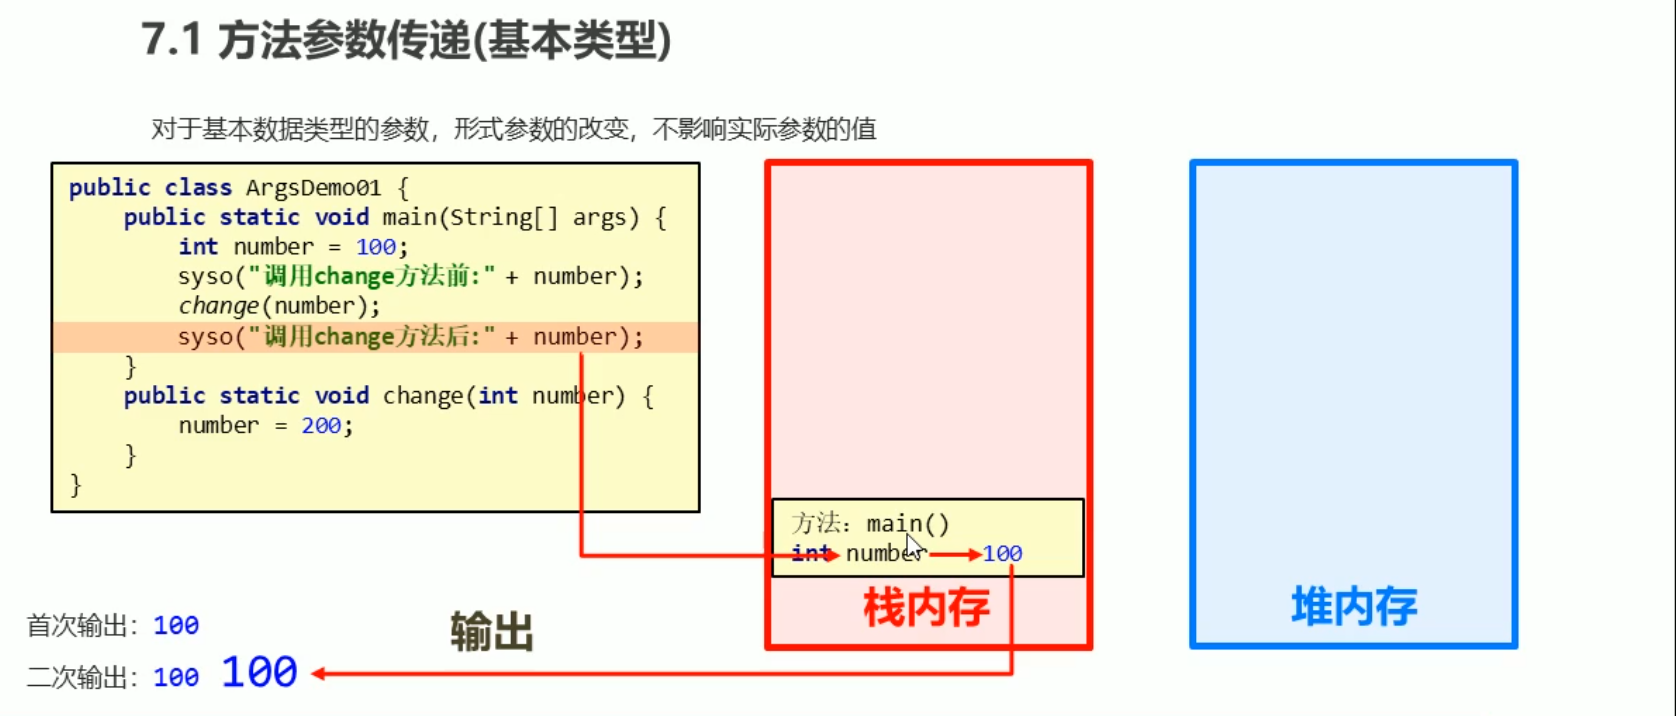 7.1 方法参数传递(基本类型)
对于基本数据类型的参数，形式参数的改变，不影响实际参数的值
public class ArgsDemo01 {
public static void main(String[] args) {
int number = 100;
syso("调用change方法前:" + number);
change(number);
syso("调用change方法后:" + number);
}
public static void change(int number) {
number = 200;
}
}
方法：main()
int number 100
栈内存
堆内存
输出
首次输出：100
二次输出：100 100